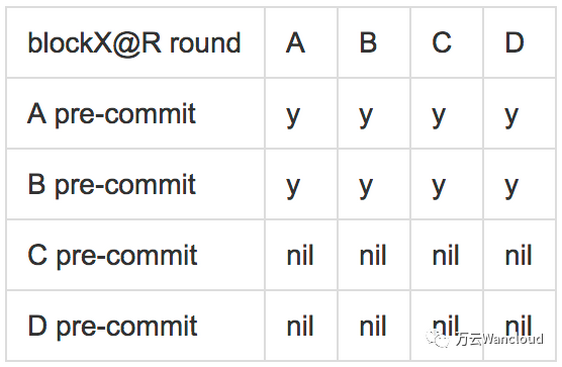 blockX@R round A B C D
A pre-commit y y y y
B pre-commit y y y y
C pre-commit nil nil nil nil
D pre-commit nil nil nil nil
万云Wancloud